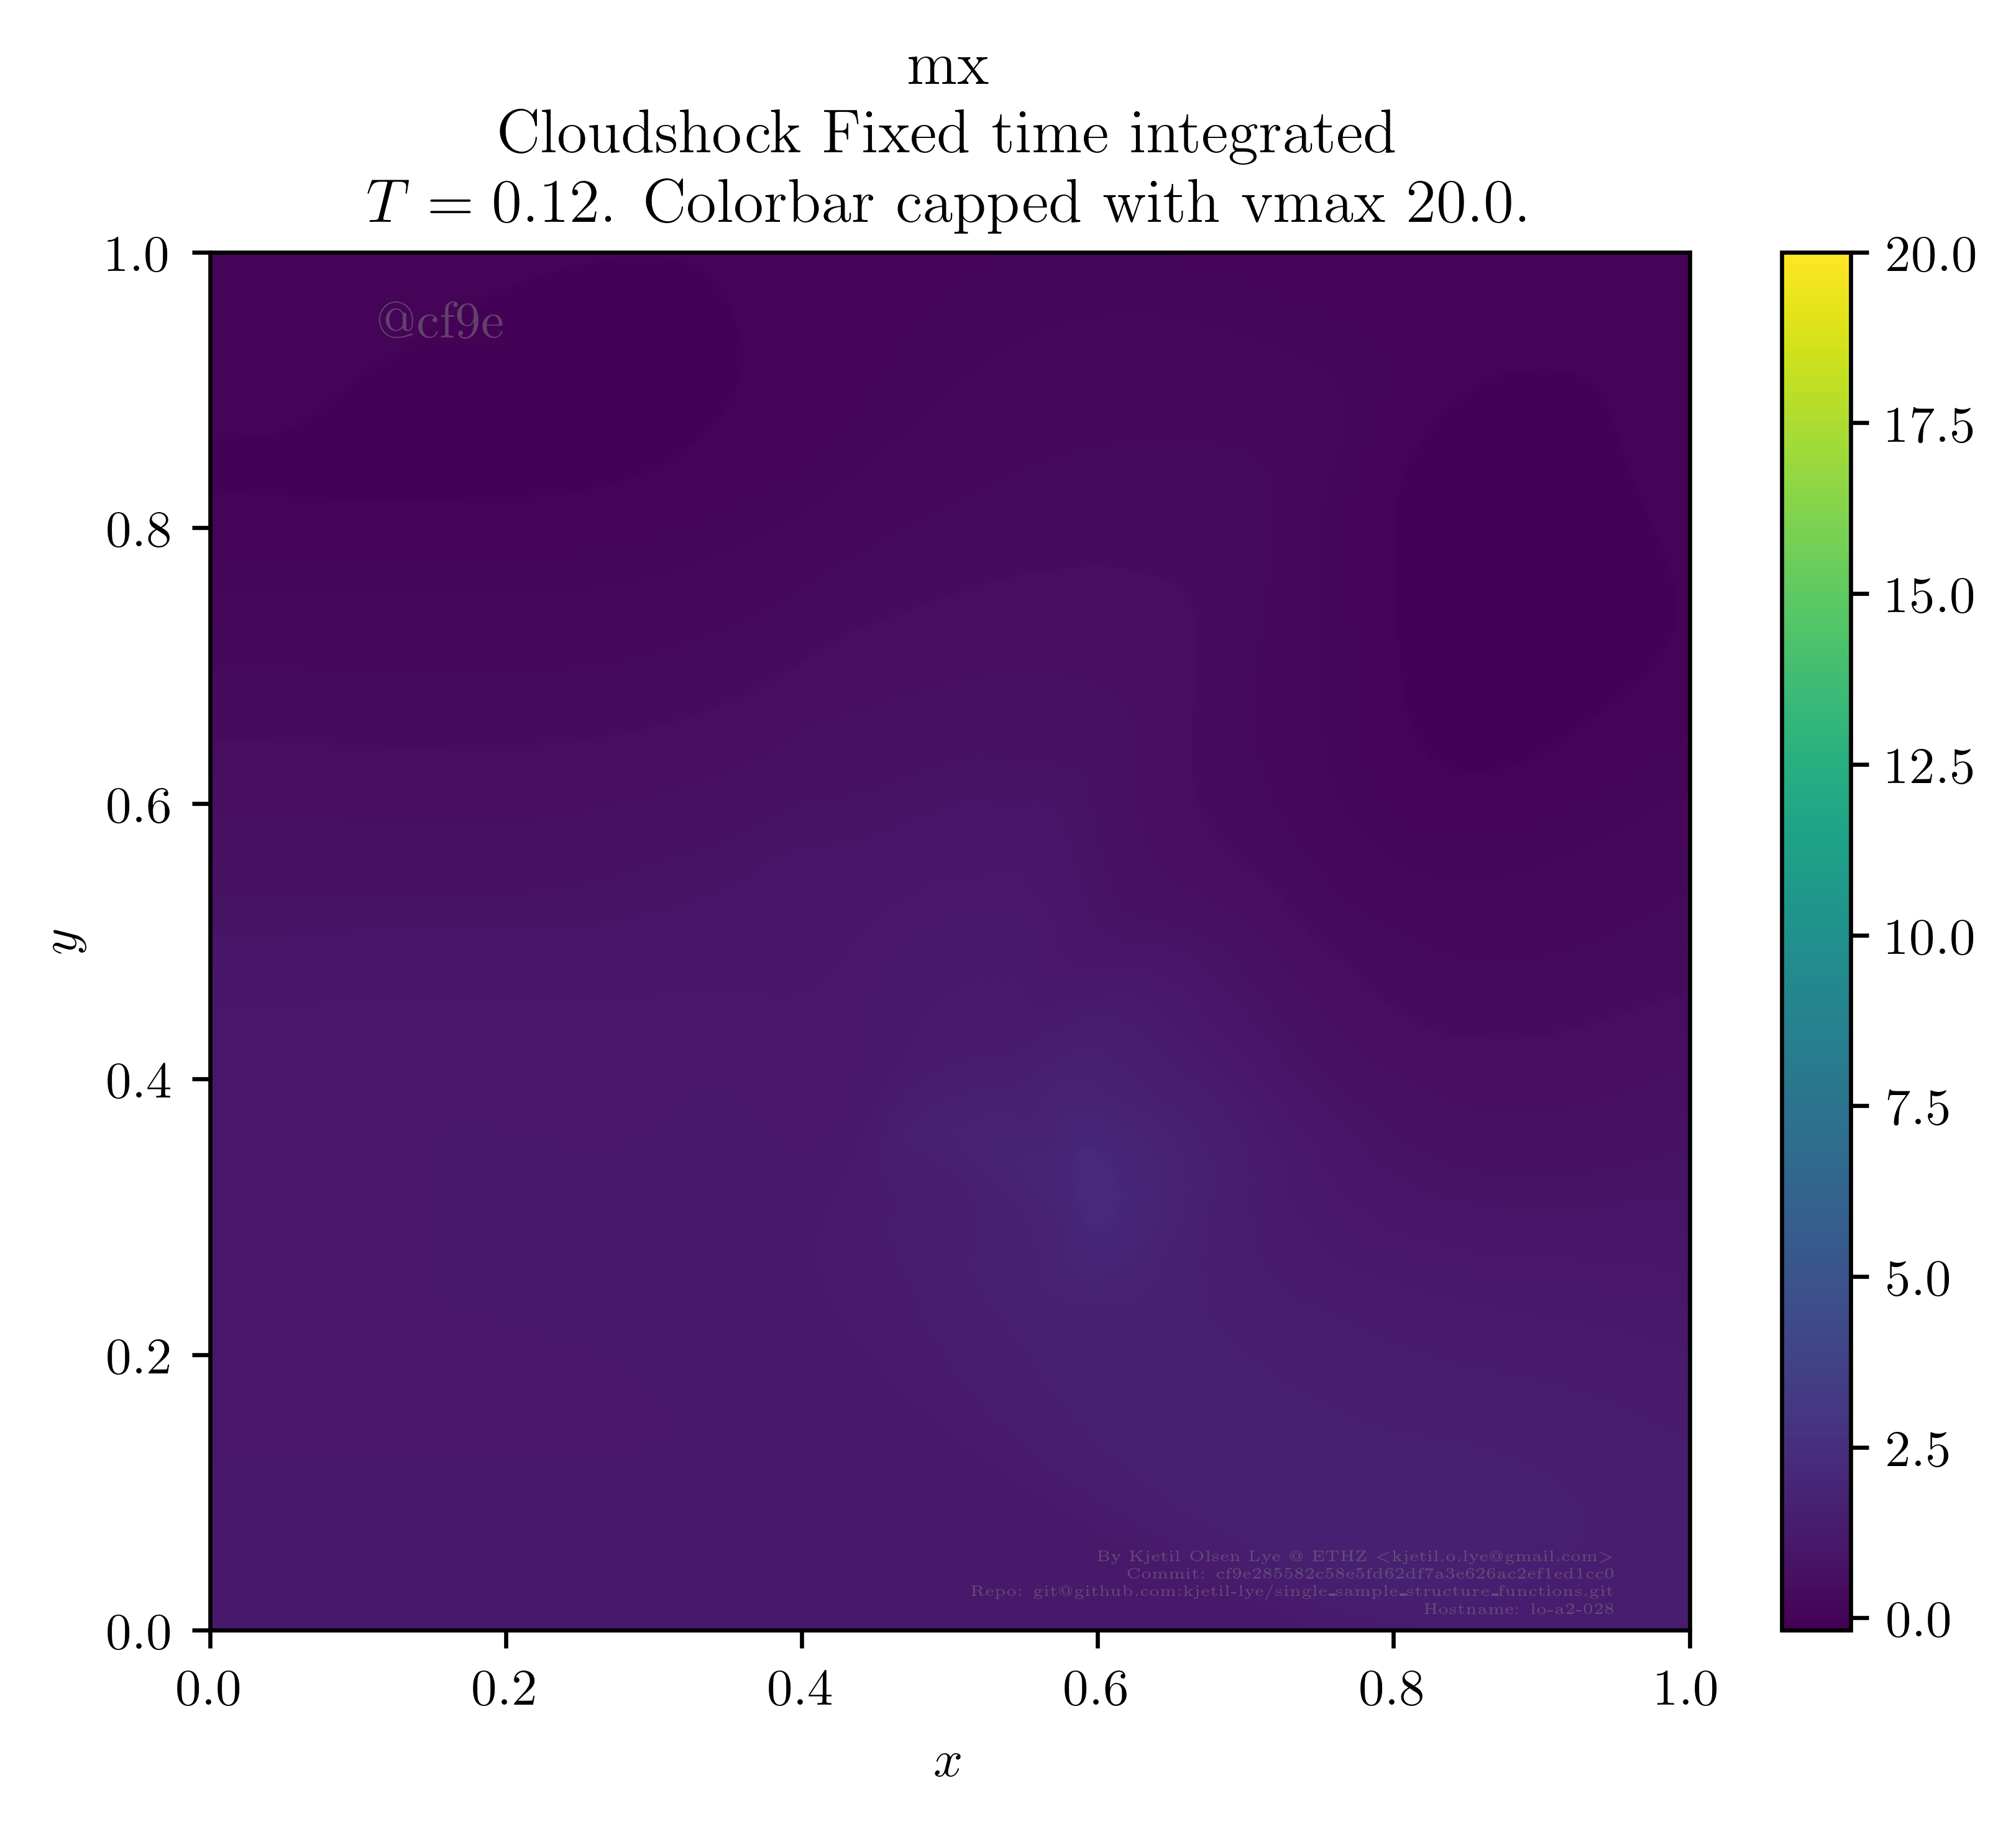 mx
Cloudshock Fixed time integrated
T = 0.12. Colorbar capped with vmax 20.0.
@cf9e
1.0
0.8
0.6
0.4
0.2
0.0
y
0.0 0.2 0.4 0.6 0.8 1.0
x
20.0
17.5
15.0
12.5
10.0
7.5
5.0
2.5
0.0
By Kjetil Olsen Lye @ ETHZ <kjetil.o.lye@gmail.com>
Commit: cf9e285582c58e5fd62df7a3e626ac2ef1ed1cc0
Repo: git@github.com:kjetil-lye/single_sample_structure_functions.git
Hostname: lo-a2-028